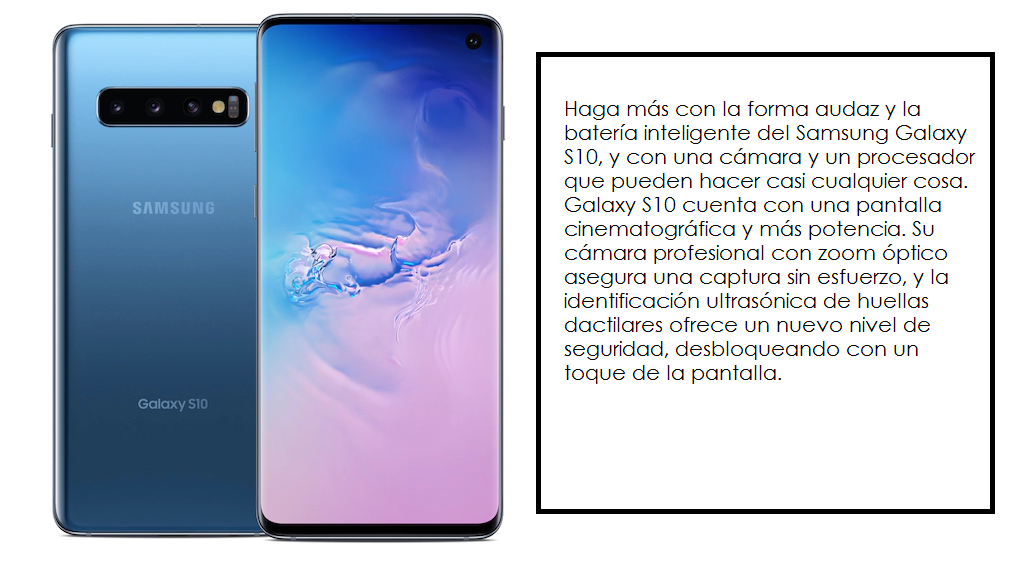 SAMSUNG
Galaxy S10
Haga más con la forma audaz y la
batería inteligente del Samsung Galaxy
S10, y con una cámara y un procesador
que pueden hacer casi cualquier cosa.
Galaxy S10 cuenta con una pantalla
cinematográfica y más potencia. Su
cámara profesional con zoom óptico
asegura una captura sin esfuerzo, y la
identificación ultrasónica de huellas
dactilares ofrece un nuevo nivel de
seguridad, desbloqueando con un
toque de la pantalla.